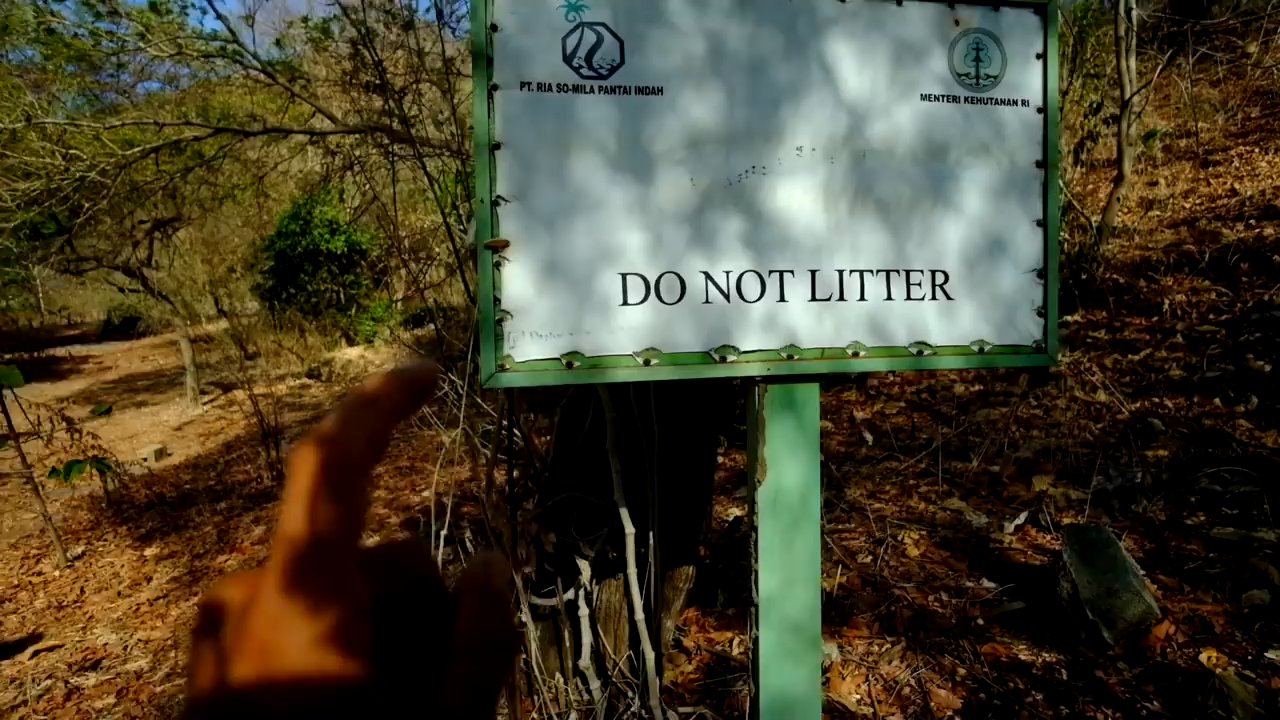 PT. RIA SO-MILA PANTAI INDAH
MENTERI KEHUTANAN RI
DO NOT LITTER